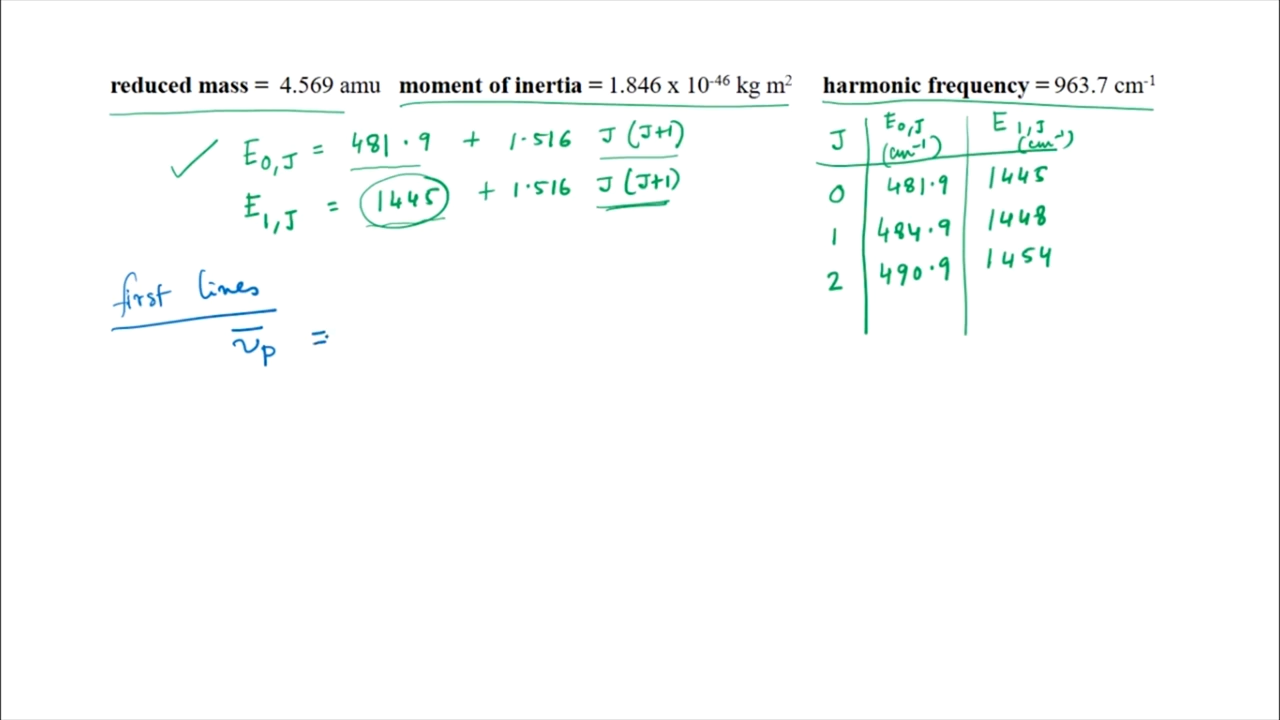 reduced mass = 4.569 amu moment of inertia = 1.846 x 10⁻⁴⁶ kg m² harmonic frequency = 963.7 cm⁻¹
E₀,J = 481.9 + 1.516 J(J+1)
E₁,J = 1445 + 1.516 J(J+1)
J E₀,J (cm⁻¹) E₁,J (cm⁻¹)
0 481.9 1445
1 484.9 1448
2 490.9 1454
first lines
ν̅P =